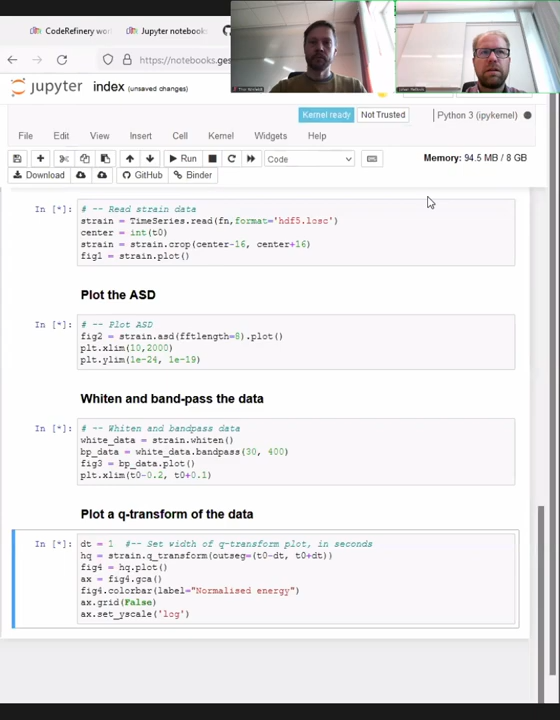 CodeRefinery wor
Jupyter notebooks
https://notebooks.ges
jupyter index (unsaved changes)
Kernel ready Not Trusted Python 3 (ipykernel)
File Edit View Insert Cell Kernel Widgets Help
Run Code Memory: 94.5 MB / 8 GB
Download GitHub Binder
In [*]: # -- Read strain data
strain = TimeSeries.read(fn,format='hdf5.losc')
center = int(t0)
strain = strain.crop(center-16, center+16)
fig1 = strain.plot()
Plot the ASD
In [*]: # -- Plot ASD
fig2 = strain.asd(fftlength=8).plot()
plt.xlim(10,2000)
plt.ylim(1e-24, 1e-19)
Whiten and band-pass the data
In [*]: # -- Whiten and bandpass data
white_data = strain.whiten()
bp_data = white_data.bandpass(30, 400)
fig3 = bp_data.plot()
plt.xlim(t0-0.2, t0+0.1)
Plot a q-transform of the data
In [*]: dt = 1 #-- Set width of q-transform plot, in seconds
hq = strain.q_transform(outseg=(t0-dt, t0+dt))
fig4 = hq.plot()
ax = fig4.gca()
fig4.colorbar(label="Normalised energy")
ax.grid(False)
ax.set_yscale('log')